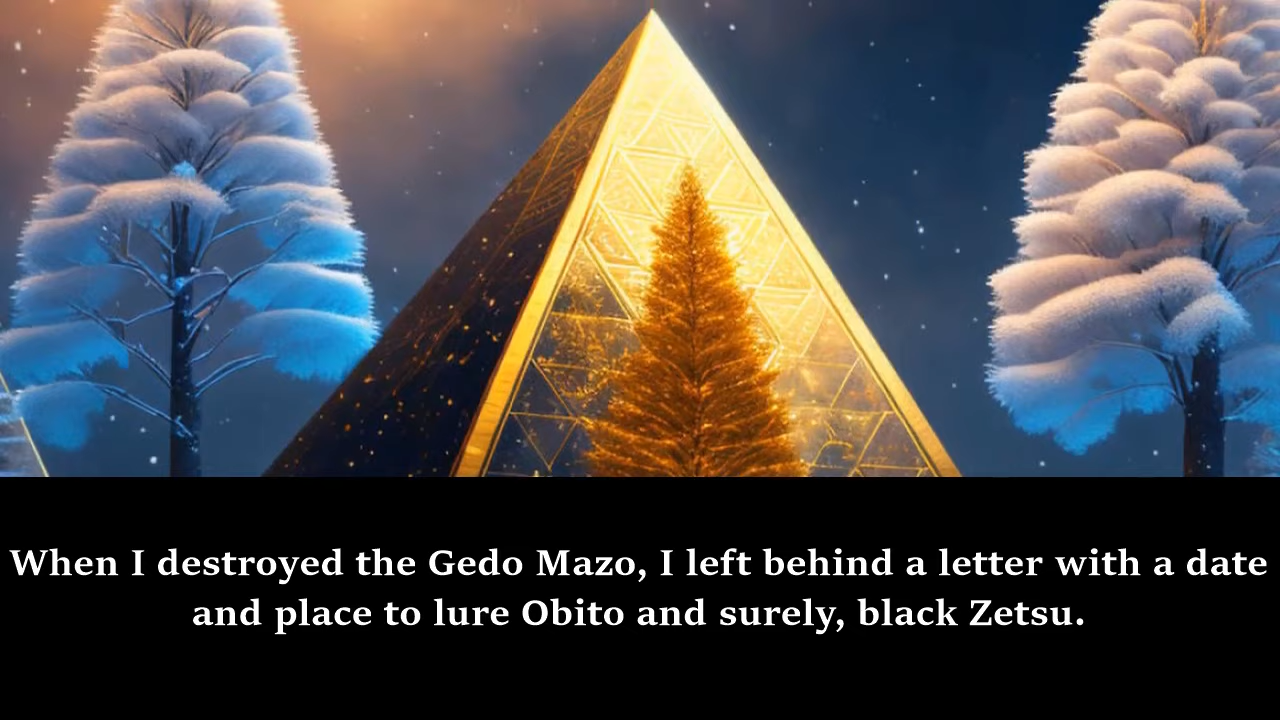 When I destroyed the Gedo Mazo, I left behind a letter with a date
and place to lure Obito and surely, black Zetsu.